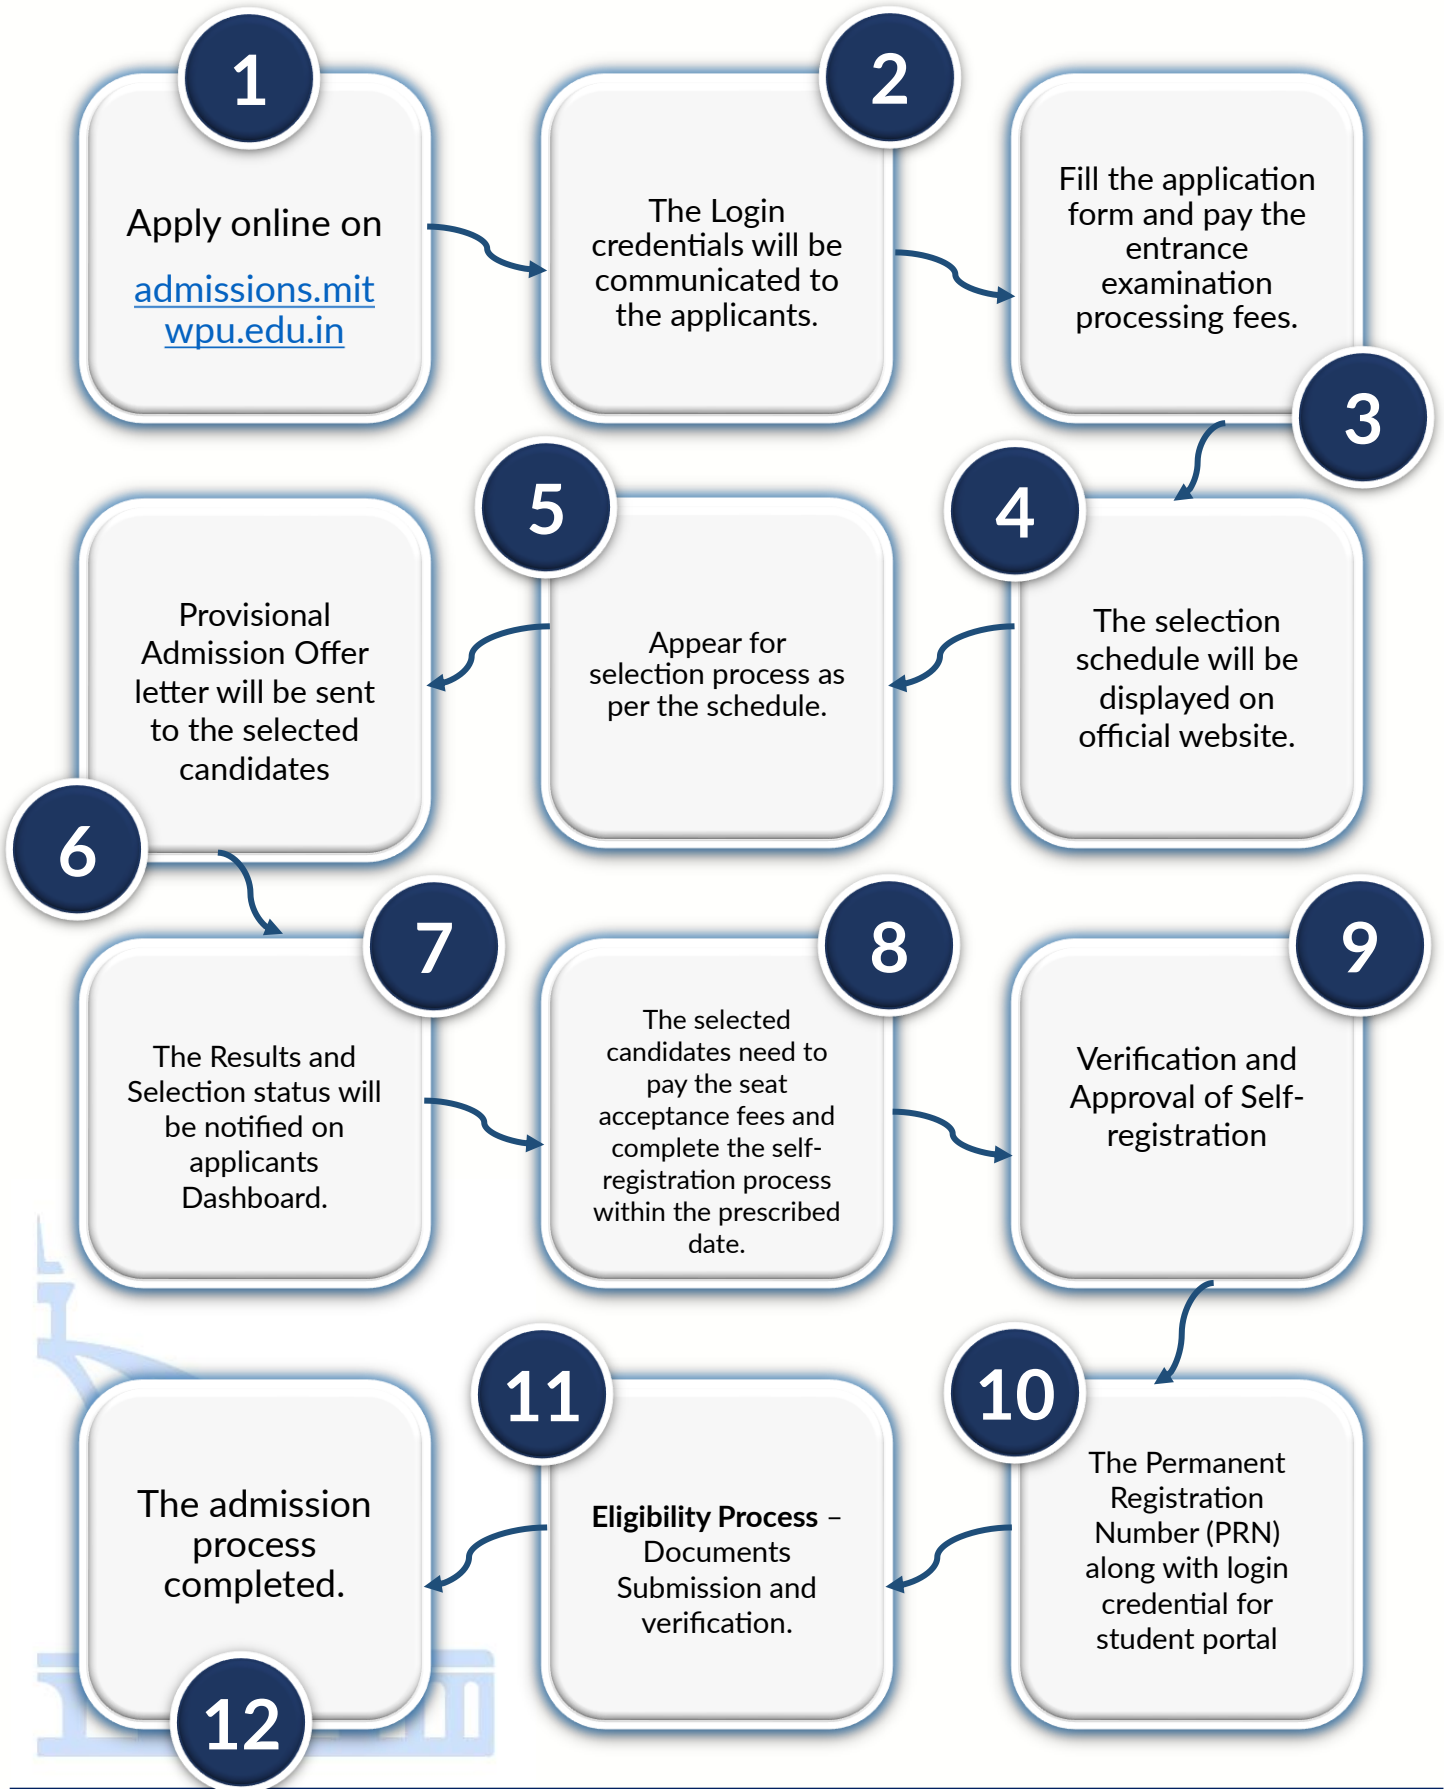 1
Apply online on
admissions.mit
wpu.edu.in
2
The Login
credentials will be
communicated to
the applicants.
3
Fill the application
form and pay the
entrance
examination
processing fees.
4
The selection
schedule will be
displayed on
official website.
5
Appear for
selection process as
per the schedule.
6
Provisional
Admission Offer
letter will be sent
to the selected
candidates
7
The Results and
Selection status will
be notified on
applicants
Dashboard.
8
The selected
candidates need to
pay the seat
acceptance fees and
complete the self-
registration process
within the prescribed
date.
9
Verification and
Approval of Self-
registration
10
The Permanent
Registration
Number (PRN)
along with login
credential for
student portal
11
Eligibility Process –
Documents
Submission and
verification.
12
The admission
process
completed.